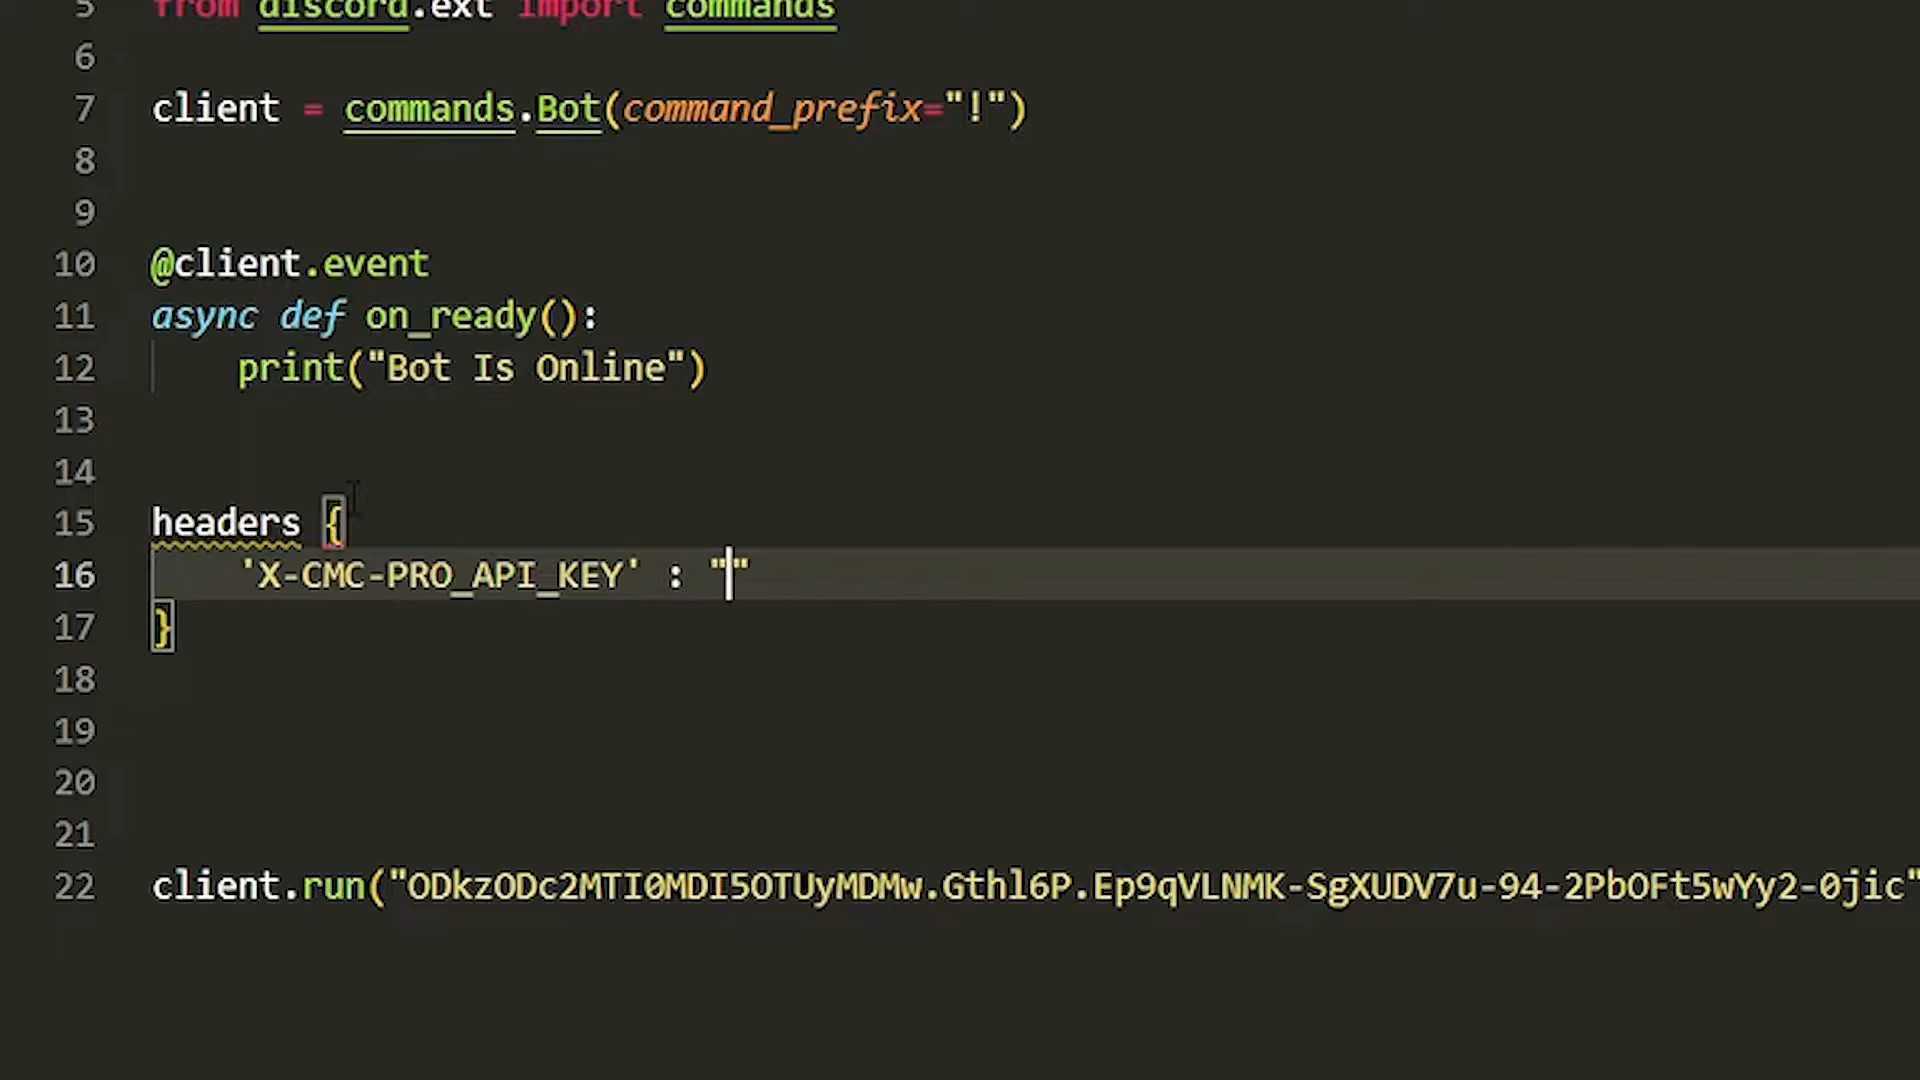 5 from discord.ext import commands
6
7 client = commands.Bot(command_prefix="!")
8
9
10 @client.event
11 async def on_ready():
12     print("Bot Is Online")
13
14
15 headers {
16     'X-CMC-PRO_API_KEY' : ""
17 }
18
19
20
21
22 client.run("ODkzODc2MTI0MDI5OTUyMDMw.Gthl6P.Ep9qVLNMK-SgXUDV7u-94-2PbOFt5wYy2-0jic"